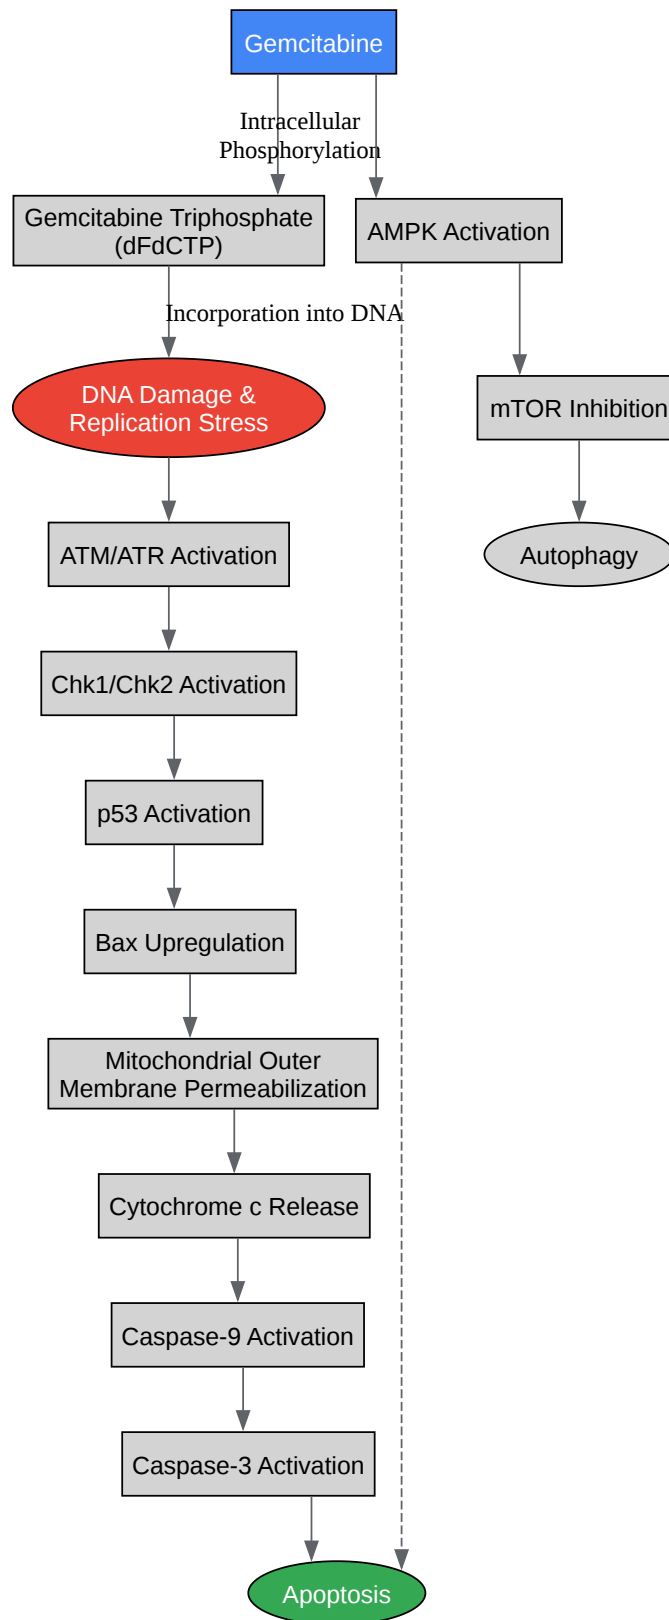 Gemcitabine
Intracellular
Phosphorylation
Gemcitabine Triphosphate
(dFdCTP)
AMPK Activation
Incorporation into DNA
DNA Damage &
Replication Stress
mTOR Inhibition
ATM/ATR Activation
Autophagy
Chk1/Chk2 Activation
p53 Activation
Bax Upregulation
Mitochondrial Outer
Membrane Permeabilization
Cytochrome c Release
Caspase-9 Activation
Caspase-3 Activation
Apoptosis